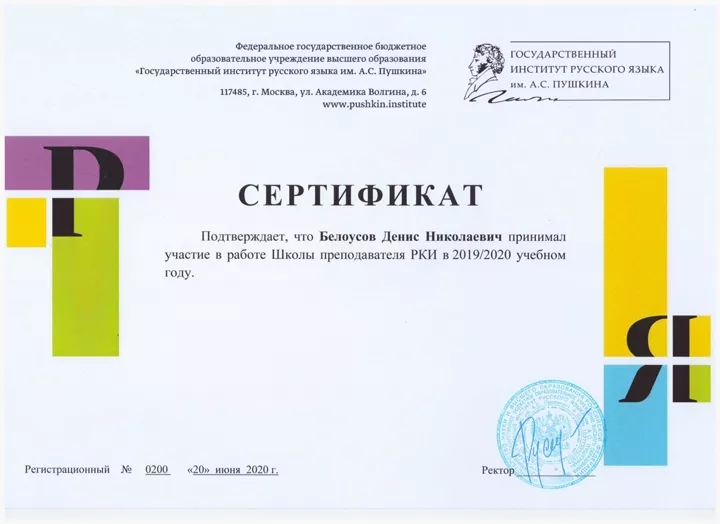 Федеральное государственное бюджетное
образовательное учреждение высшего образования
«Государственный институт русского языка им. А.С. Пушкина»
117485, г. Москва, ул. Академика Волгина, д. 6
www.pushkin.institute
ГОСУДАРСТВЕННЫЙ
ИНСТИТУТ РУССКОГО ЯЗЫКА
им. А.С. ПУШКИНА
Р
СЕРТИФИКАТ
Подтверждает, что Белоусов Денис Николаевич принимал
участие в работе Школы преподавателя РКИ в 2019/2020 учебном
году.
Я
Регистрационный № 0200 «20» июня 2020 г.
Ректор